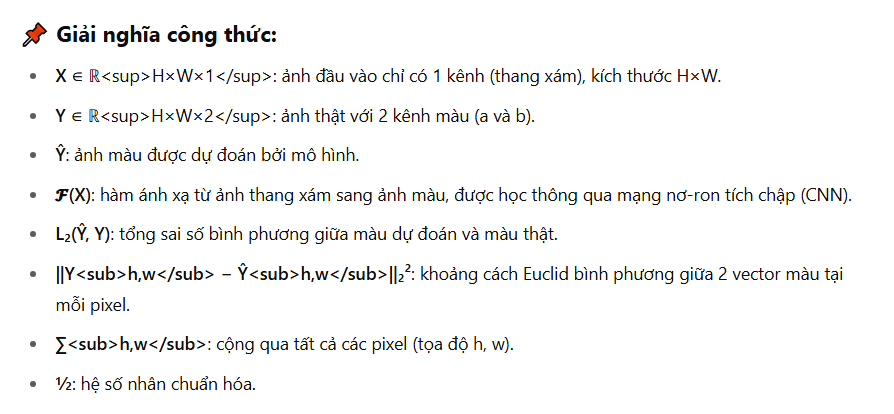 📌 Giải nghĩa công thức:
• X ∈ ℝ<sup>H×W×1</sup>: ảnh đầu vào chỉ có 1 kênh (thang xám), kích thước H×W.
• Y ∈ ℝ<sup>H×W×2</sup>: ảnh thật với 2 kênh màu (a và b).
• Ŷ: ảnh màu được dự đoán bởi mô hình.
• 𝓕(X): hàm ánh xạ từ ảnh thang xám sang ảnh màu, được học thông qua mạng nơ-ron tích chập (CNN).
• L₂(Ŷ, Y): tổng sai số bình phương giữa màu dự đoán và màu thật.
• ||Y<sub>h,w</sub> − Ŷ<sub>h,w</sub>||₂²: khoảng cách Euclid bình phương giữa 2 vector màu tại
mỗi pixel.
• ∑<sub>h,w</sub>: cộng qua tất cả các pixel (tọa độ h, w).
• ½: hệ số nhân chuẩn hóa.